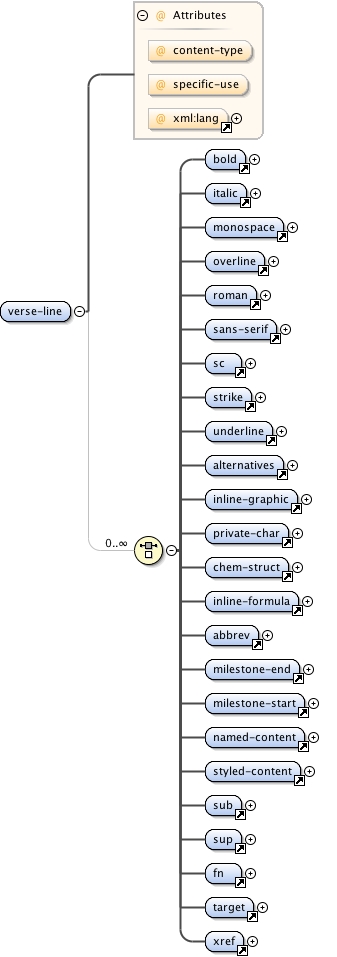 Attributes
@ content-type
@ specific-use
@ xml:lang
bold
italic
monospace
overline
roman
verse-line
sans-serif
sc
strike
underline
alternatives
inline-graphic
private-char
0..∞
chem-struct
inline-formula
abbrev
milestone-end
milestone-start
named-content
styled-content
sub
sup
fn
target
xref